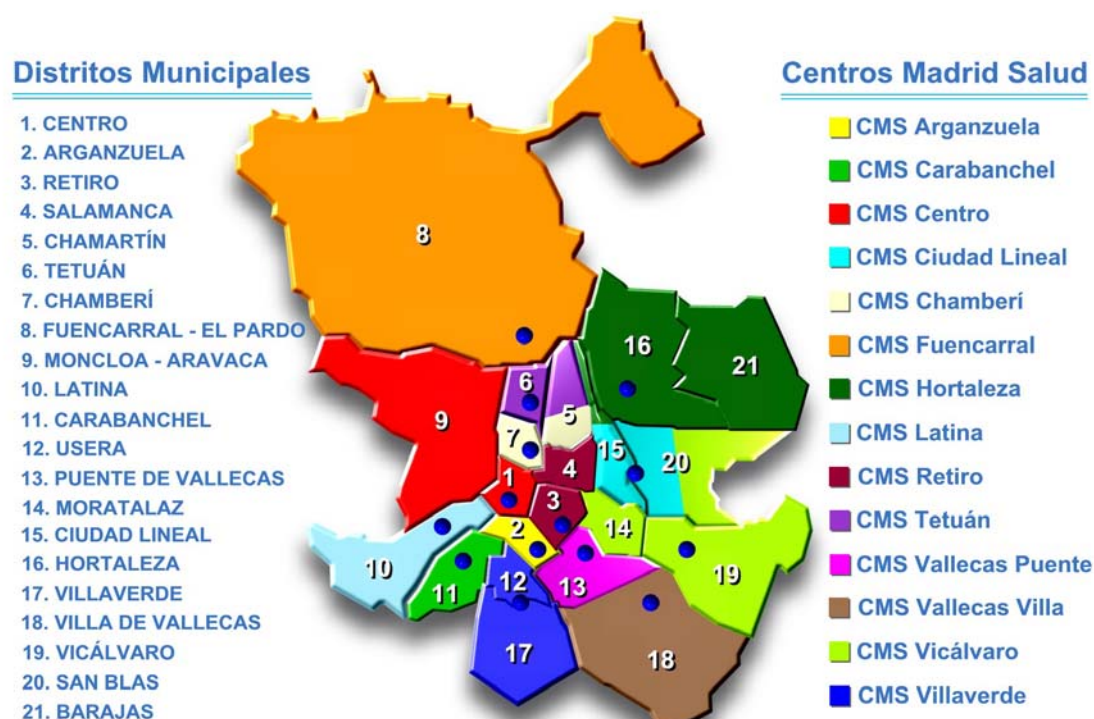 Distritos Municipales
1. CENTRO
2. ARGANZUELA
3. RETIRO
4. SALAMANCA
5. CHAMARTÍN
6. TETUÁN
7. CHAMBERÍ
8. FUENCARRAL - EL PARDO
9. MONCLOA - ARAVACA
10. LATINA
11. CARABANCHEL
12. USERA
13. PUENTE DE VALLECAS
14. MORATALAZ
15. CIUDAD LINEAL
16. HORTALEZA
17. VILLAVERDE
18. VILLA DE VALLECAS
19. VICÁLVARO
20. SAN BLAS
21. BARAJAS
8
16
21
6
9
5
7
15
20
4
1
3
2
14
10
12
13
19
11
17
18
Centros Madrid Salud
CMS Arganzuela
CMS Carabanchel
CMS Centro
CMS Ciudad Lineal
CMS Chamberí
CMS Fuencarral
CMS Hortaleza
CMS Latina
CMS Retiro
CMS Tetuán
CMS Vallecas Puente
CMS Vallecas Villa
CMS Vicálvaro
CMS Villaverde